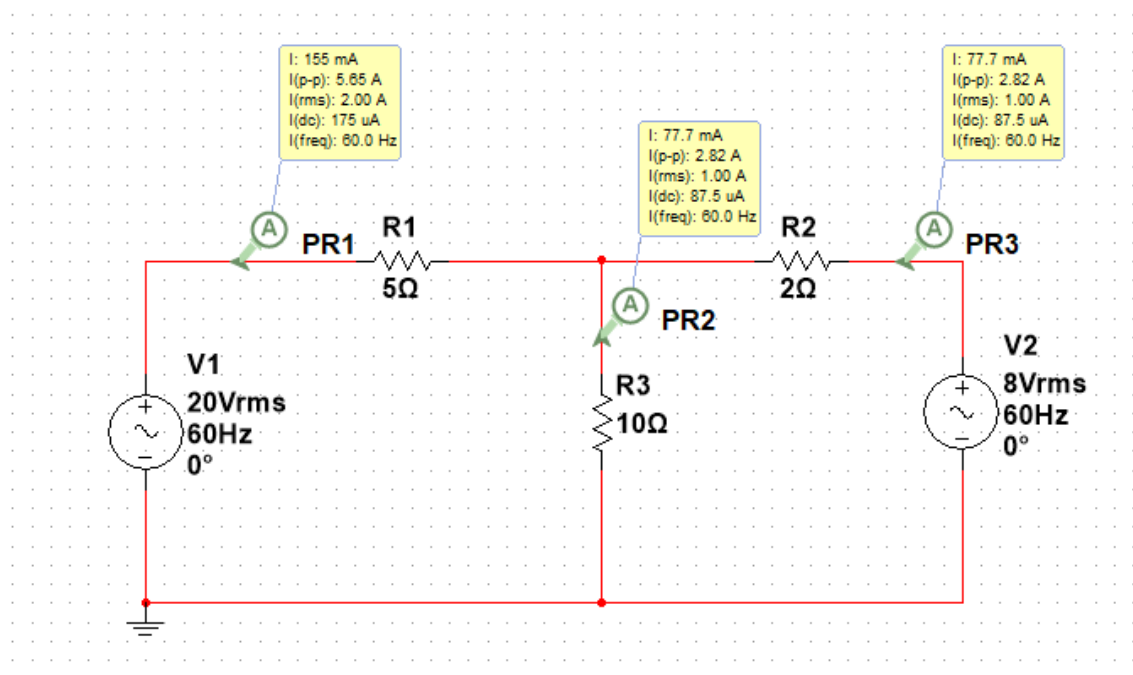 I: 155 mA
I(p-p): 5.65 A
I(rms): 2.00 A
I(dc): 175 uA
I(freq): 60.0 Hz
A
PR1
R1
5Ω
I: 77.7 mA
I(p-p): 2.82 A
I(rms): 1.00 A
I(dc): 87.5 uA
I(freq): 60.0 Hz
A
PR2
R2
2Ω
I: 77.7 mA
I(p-p): 2.82 A
I(rms): 1.00 A
I(dc): 87.5 uA
I(freq): 60.0 Hz
A
PR3
V1
20Vrms
60Hz
0°
R3
10Ω
V2
8Vrms
60Hz
0°